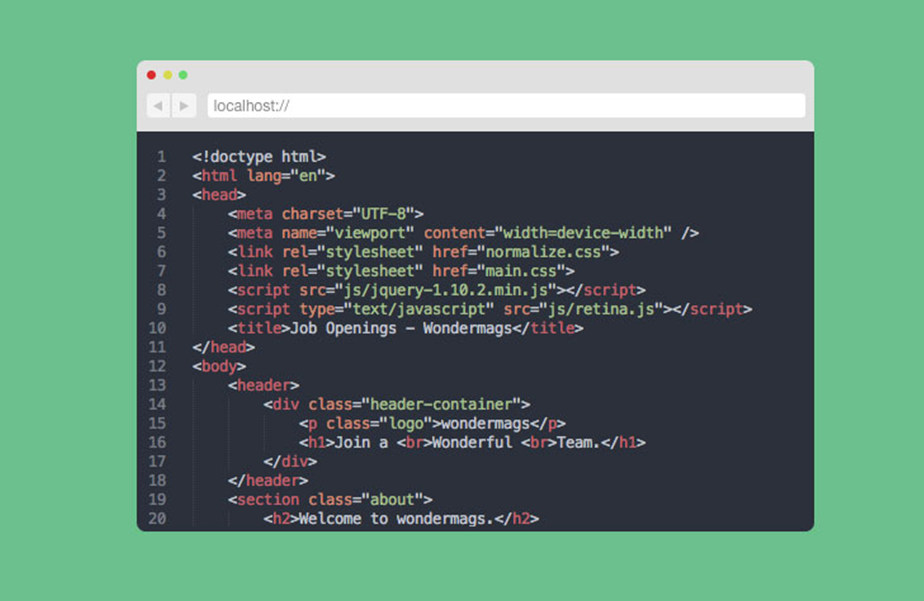 localhost://
1 <!doctype html>
2 <html lang="en">
3 <head>
4 <meta charset="UTF-8">
5 <meta name="viewport" content="width=device-width" />
6 <link rel="stylesheet" href="normalize.css">
7 <link rel="stylesheet" href="main.css">
8 <script src="js/jquery-1.10.2.min.js"></script>
9 <script type="text/javascript" src="js/retina.js"></script>
10 <title>Job Openings - Wondermags</title>
11 </head>
12 <body>
13 <header>
14 <div class="header-container">
15 <p class="logo">wondermags</p>
16 <h1>Join a <br>Wonderful <br>Team.</h1>
17 </div>
18 </header>
19 <section class="about">
20 <h2>Welcome to wondermags.</h2>